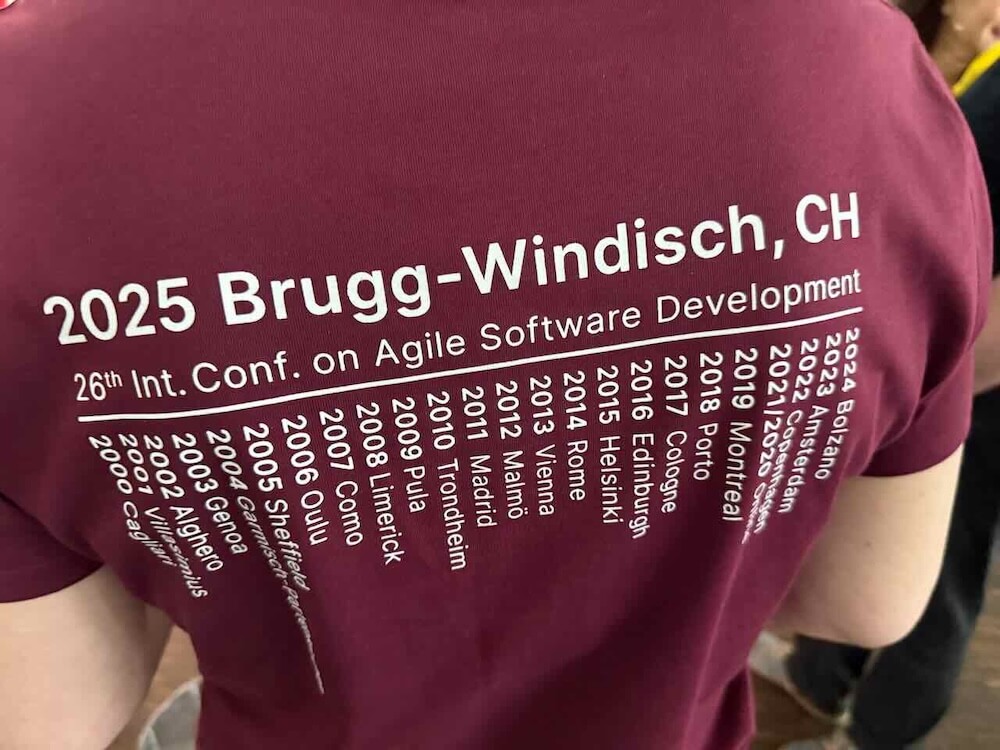 2025 Brugg-Windisch, CH
26th Int. Conf. on Agile Software Development
2000 Cagliari
2001 Villasimius
2002 Alghero
2003 Genoa
2004
2005 Sheffield
2006 Oulu
2007 Como
2008 Limerick
2009 Pula
2010 Trondheim
2011 Madrid
2012 Malmö
2013 Vienna
2014 Rome
2015 Helsinki
2016 Edinburgh
2017 Cologne
2018 Porto
2019 Montreal
2021/2020
2022 Copenhagen
2023 Amsterdam
2024 Bolzano